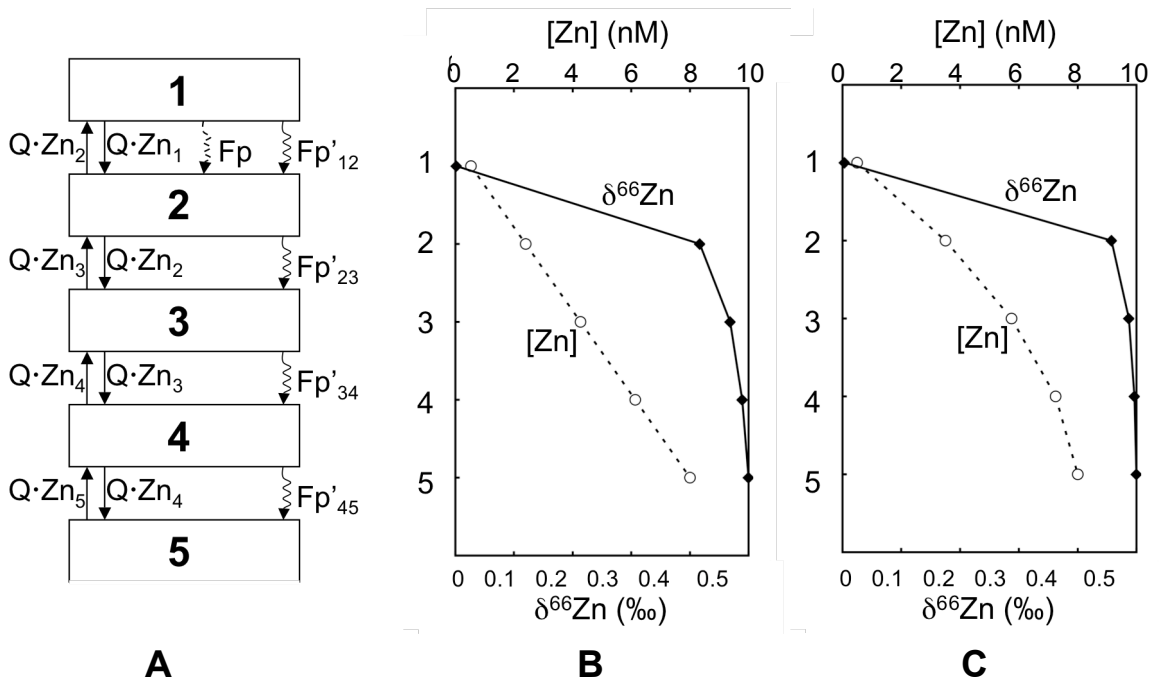 1
Q·Zn₂
Q·Zn₁
Fp
Fp'₁₂
2
Q·Zn₃
Q·Zn₂
Fp'₂₃
3
Q·Zn₄
Q·Zn₃
Fp'₃₄
4
Q·Zn₅
Q·Zn₄
Fp'₄₅
5
A
[Zn] (nM)
0 2 4 6 8 10
1
δ⁶⁶Zn
2
3
[Zn]
4
5
0 0.1 0.2 0.3 0.4 0.5
δ⁶⁶Zn (‰)
B
[Zn] (nM)
0 2 4 6 8 10
1
δ⁶⁶Zn
2
3
[Zn]
4
5
0 0.1 0.2 0.3 0.4 0.5
δ⁶⁶Zn (‰)
C